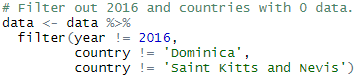 # Filter out 2016 and countries with 0 data.
data <- data %>%
filter(year != 2016,
country != 'Dominica',
country != 'Saint Kitts and Nevis')